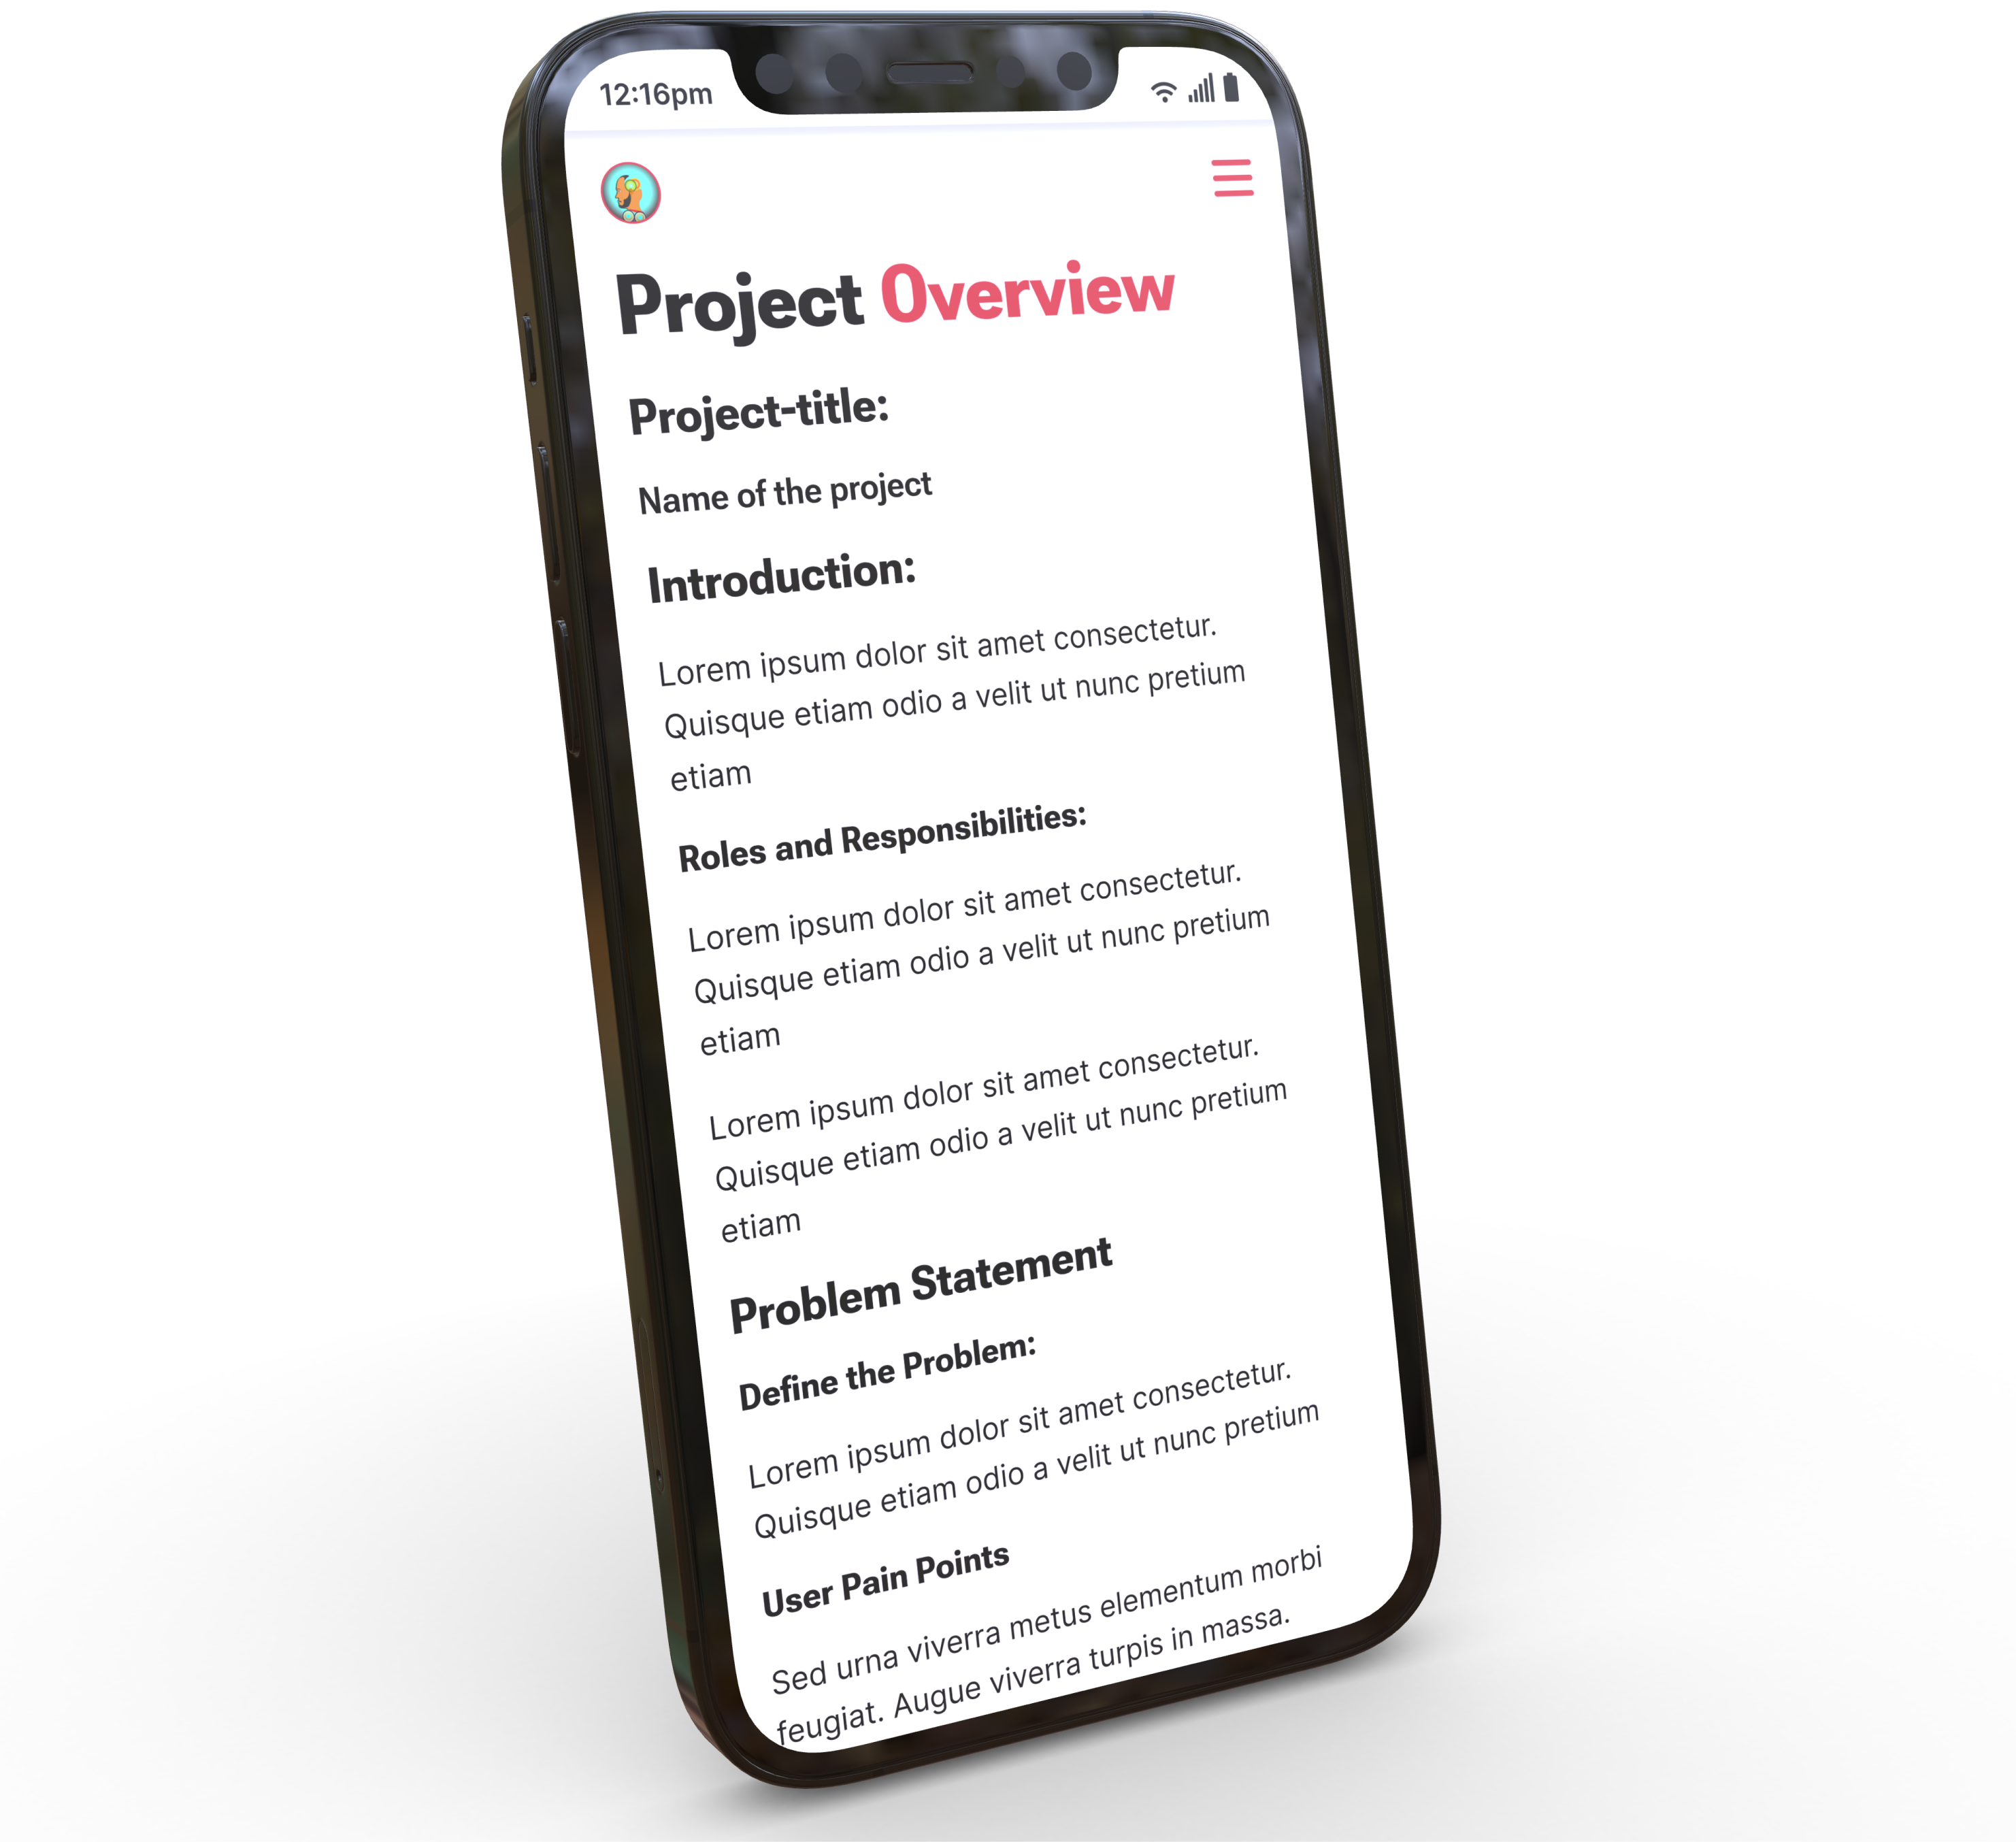 12:16pm
Project Overview
Project-title:
Name of the project
Introduction:
Lorem ipsum dolor sit amet consectetur.
Quisque etiam odio a velit ut nunc pretium
etiam
Roles and Responsibilities:
Lorem ipsum dolor sit amet consectetur.
Quisque etiam odio a velit ut nunc pretium
etiam
Lorem ipsum dolor sit amet consectetur.
Quisque etiam odio a velit ut nunc pretium
etiam
Problem Statement
Define the Problem:
Lorem ipsum dolor sit amet consectetur.
Quisque etiam odio a velit ut nunc pretium
User Pain Points
Sed urna viverra metus elementum morbi
feugiat. Augue viverra turpis in massa.